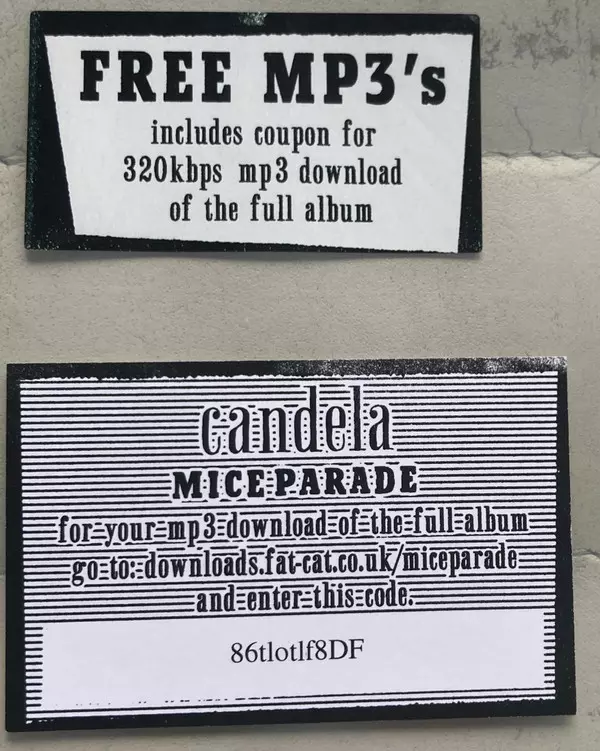 FREE MP3's
includes coupon for
320kbps mp3 download
of the full album
candela
MICE PARADE
for your mp3 download of the full album
go to: downloads.fat-cat.co.uk/miceparade
and enter this code.
86tlotlf8DF